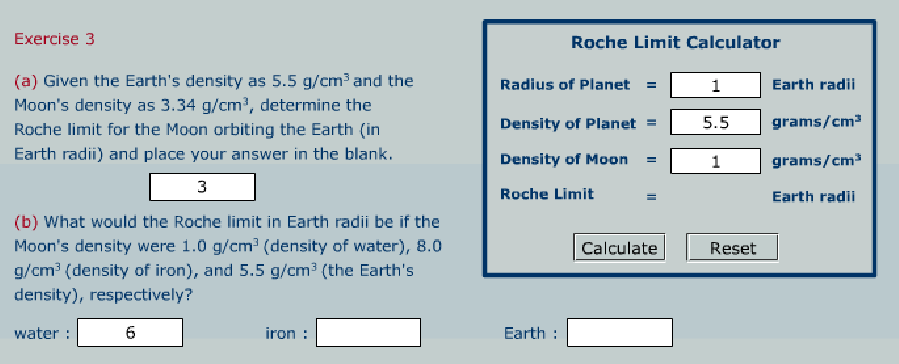 Exercise 3
(a) Given the Earth's density as 5.5 g/cm³ and the
Moon's density as 3.34 g/cm³, determine the
Roche limit for the Moon orbiting the Earth (in
Earth radii) and place your answer in the blank.
3
(b) What would the Roche limit in Earth radii be if the
Moon's density were 1.0 g/cm³ (density of water), 8.0
g/cm³ (density of iron), and 5.5 g/cm³ (the Earth's
density), respectively?
water : 6 iron : Earth :
Roche Limit Calculator
Radius of Planet = 1 Earth radii
Density of Planet = 5.5 grams/cm³
Density of Moon = 1 grams/cm³
Roche Limit = Earth radii
Calculate Reset